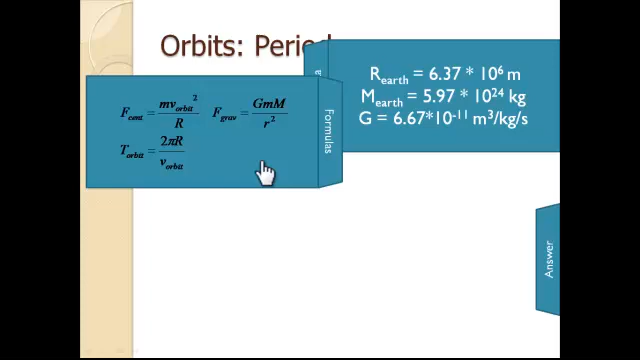 Orbits: Period
R_earth = 6.37 * 10^6 m
M_earth = 5.97 * 10^24 kg
G = 6.67*10^-11 m^3/kg/s
F_cent = mv_orbit^2 / R F_grav = GmM / r^2
T_orbit = 2πR / v_orbit
Formulas
Answer